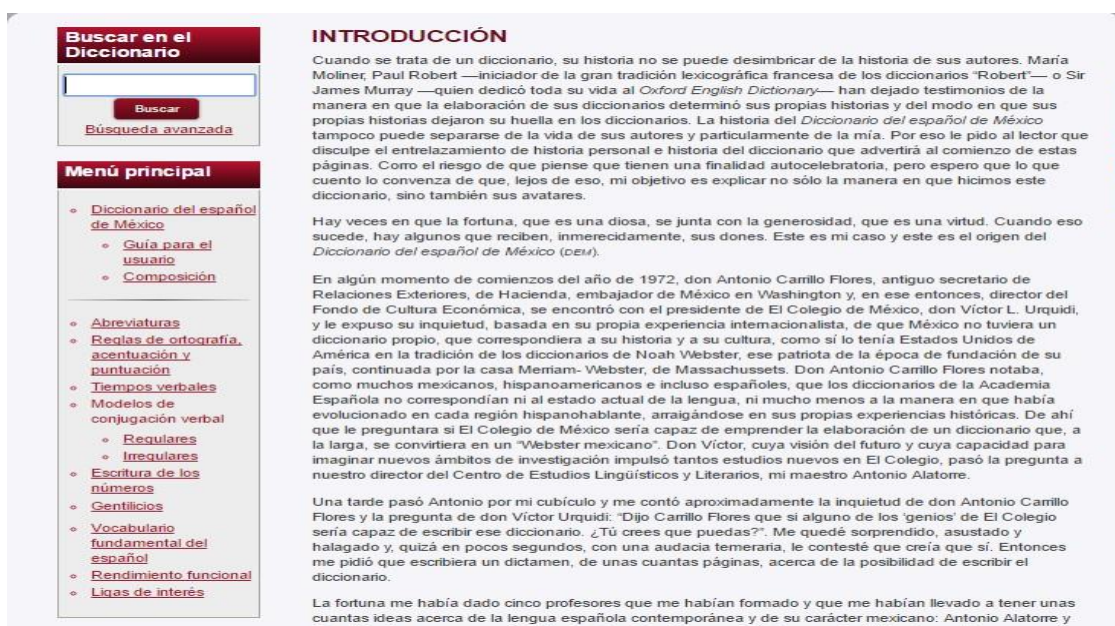 Buscar en el
Diccionario
Buscar
Búsqueda avanzada
Menú principal
Diccionario del español
de México
Guía para el
usuario
Composición
Abreviaturas
Reglas de ortografía,
acentuación y
puntuación
Tiempos verbales
Modelos de
conjugación verbal
Regulares
Irregulares
Escritura de los
números
Gentilicios
Vocabulario
fundamental del
español
Rendimiento funcional
Ligas de interés
INTRODUCCIÓN
Cuando se trata de un diccionario, su historia no se puede desimbricar de la historia de sus autores. María
Moliner, Paul Robert —iniciador de la gran tradición lexicográfica francesa de los diccionarios “Robert”— o Sir
James Murray —quien dedicó toda su vida al Oxford English Dictionary— han dejado testimonios de la
manera en que la elaboración de sus diccionarios determinó sus propias historias y del modo en que sus
propias historias dejaron su huella en los diccionarios. La historia del Diccionario del español de México
tampoco puede separarse de la vida de sus autores y particularmente de la mía. Por eso le pido al lector que
disculpe el entrelazamiento de historia personal e historia del diccionario que advertirá al comienzo de estas
páginas. Corro el riesgo de que piense que tienen una finalidad autocelebratoria, pero espero que lo que
cuento lo convenza de que, lejos de eso, mi objetivo es explicar no sólo la manera en que hicimos este
diccionario, sino también sus avatares.
Hay veces en que la fortuna, que es una diosa, se junta con la generosidad, que es una virtud. Cuando eso
sucede, hay algunos que reciben, inmerecidamente, sus dones. Este es mi caso y este es el origen del
Diccionario del español de México (DEM).
En algún momento de comienzos del año de 1972, don Antonio Carrillo Flores, antiguo secretario de
Relaciones Exteriores, de Hacienda, embajador de México en Washington y, en ese entonces, director del
Fondo de Cultura Económica, se encontró con el presidente de El Colegio de México, don Víctor L. Urquidi,
y le expuso su inquietud, basada en su propia experiencia internacionalista, de que México no tuviera un
diccionario propio, que correspondiera a su historia y a su cultura, como sí lo tenía Estados Unidos de
América en la tradición de los diccionarios de Noah Webster, ese patriota de la época de fundación de su
país, continuada por la casa Merriam- Webster, de Massachussets. Don Antonio Carrillo Flores notaba,
como muchos mexicanos, hispanoamericanos e incluso españoles, que los diccionarios de la Academia
Española no correspondían ni al estado actual de la lengua, ni mucho menos a la manera en que había
evolucionado en cada región hispanohablante, arraigándose en sus propias experiencias históricas. De ahí
que le preguntara si El Colegio de México sería capaz de emprender la elaboración de un diccionario que, a
la larga, se convirtiera en un “Webster mexicano”. Don Víctor, cuya visión del futuro y cuya capacidad para
imaginar nuevos ámbitos de investigación impulsó tantos estudios nuevos en El Colegio, pasó la pregunta a
nuestro director del Centro de Estudios Lingüísticos y Literarios, mi maestro Antonio Alatorre.
Una tarde pasó Antonio por mi cubículo y me contó aproximadamente la inquietud de don Antonio Carrillo
Flores y la pregunta de don Víctor Urquidi: “Dijo Carrillo Flores que si alguno de los ‘genios’ de El Colegio
sería capaz de escribir ese diccionario. ¿Tú crees que puedas?”. Me quedé sorprendido, asustado y
halagado y, quizá en pocos segundos, con una audacia temeraria, le contesté que creía que sí. Entonces
me pidió que escribiera un dictamen, de unas cuantas páginas, acerca de la posibilidad de escribir el
diccionario.
La fortuna me había dado cinco profesores que me habían formado y que me habían llevado a tener unas
cuantas ideas acerca de la lengua española contemporánea y de su carácter mexicano: Antonio Alatorre y